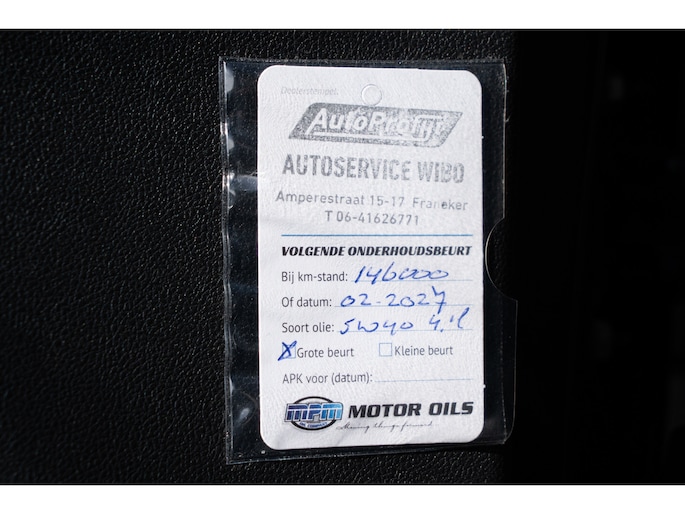 Dealerstempel:
AutoProfijt
AUTOSERVICE WIBO
Amperestraat 15-17 Franeker
T 06-41626771
VOLGENDE ONDERHOUDSBEURT
Bij km-stand: 146000
Of datum: 02-2027
Soort olie: 5W40 4.1l
X Grote beurt Kleine beurt
APK voor (datum):
MPM MOTOR OILS